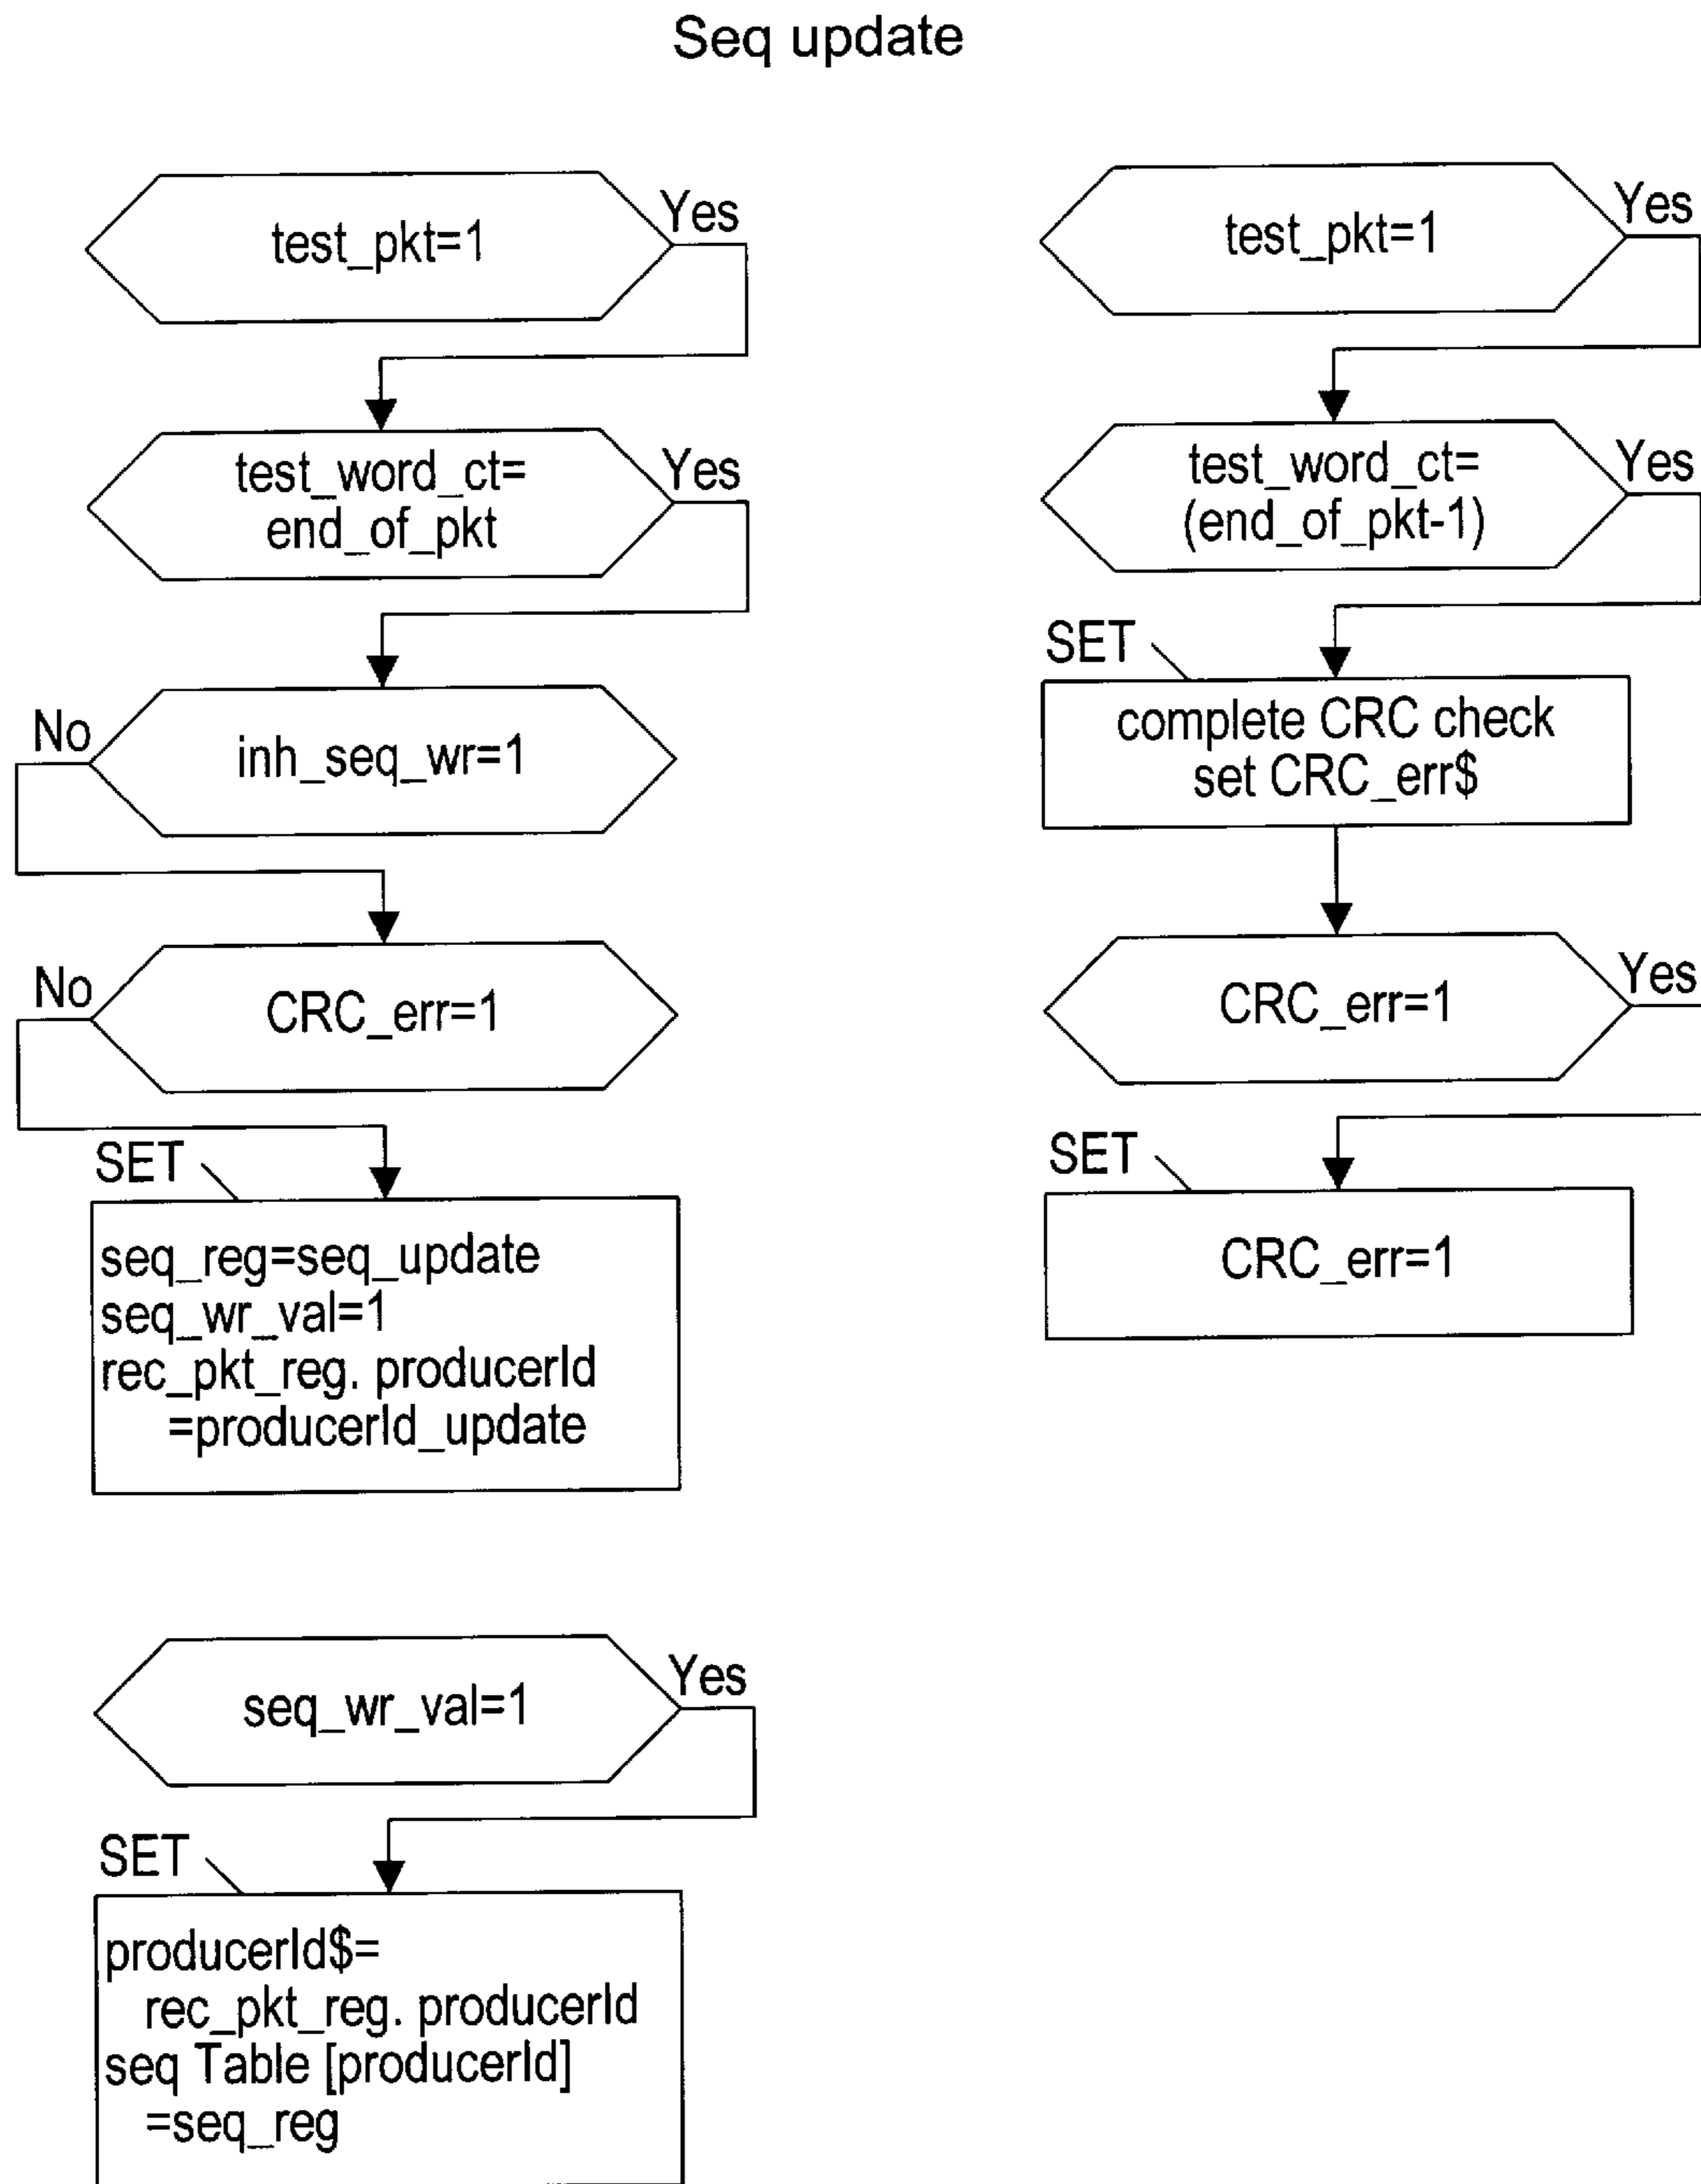 Seq update
test_pkt=1
Yes
test_word_ct=
end_of_pkt
Yes
No
inh_seq_wr=1
No
CRC_err=1
SET
seq_reg=seq_update
seq_wr_val=1
rec_pkt_reg. producerId
=producerId_update
seq_wr_val=1
Yes
SET
producerId$=
rec_pkt_reg. producerId
seq Table [producerId]
=seq_reg
test_pkt=1
Yes
test_word_ct=
(end_of_pkt-1)
Yes
SET
complete CRC check
set CRC_err$
CRC_err=1
Yes
SET
CRC_err=1